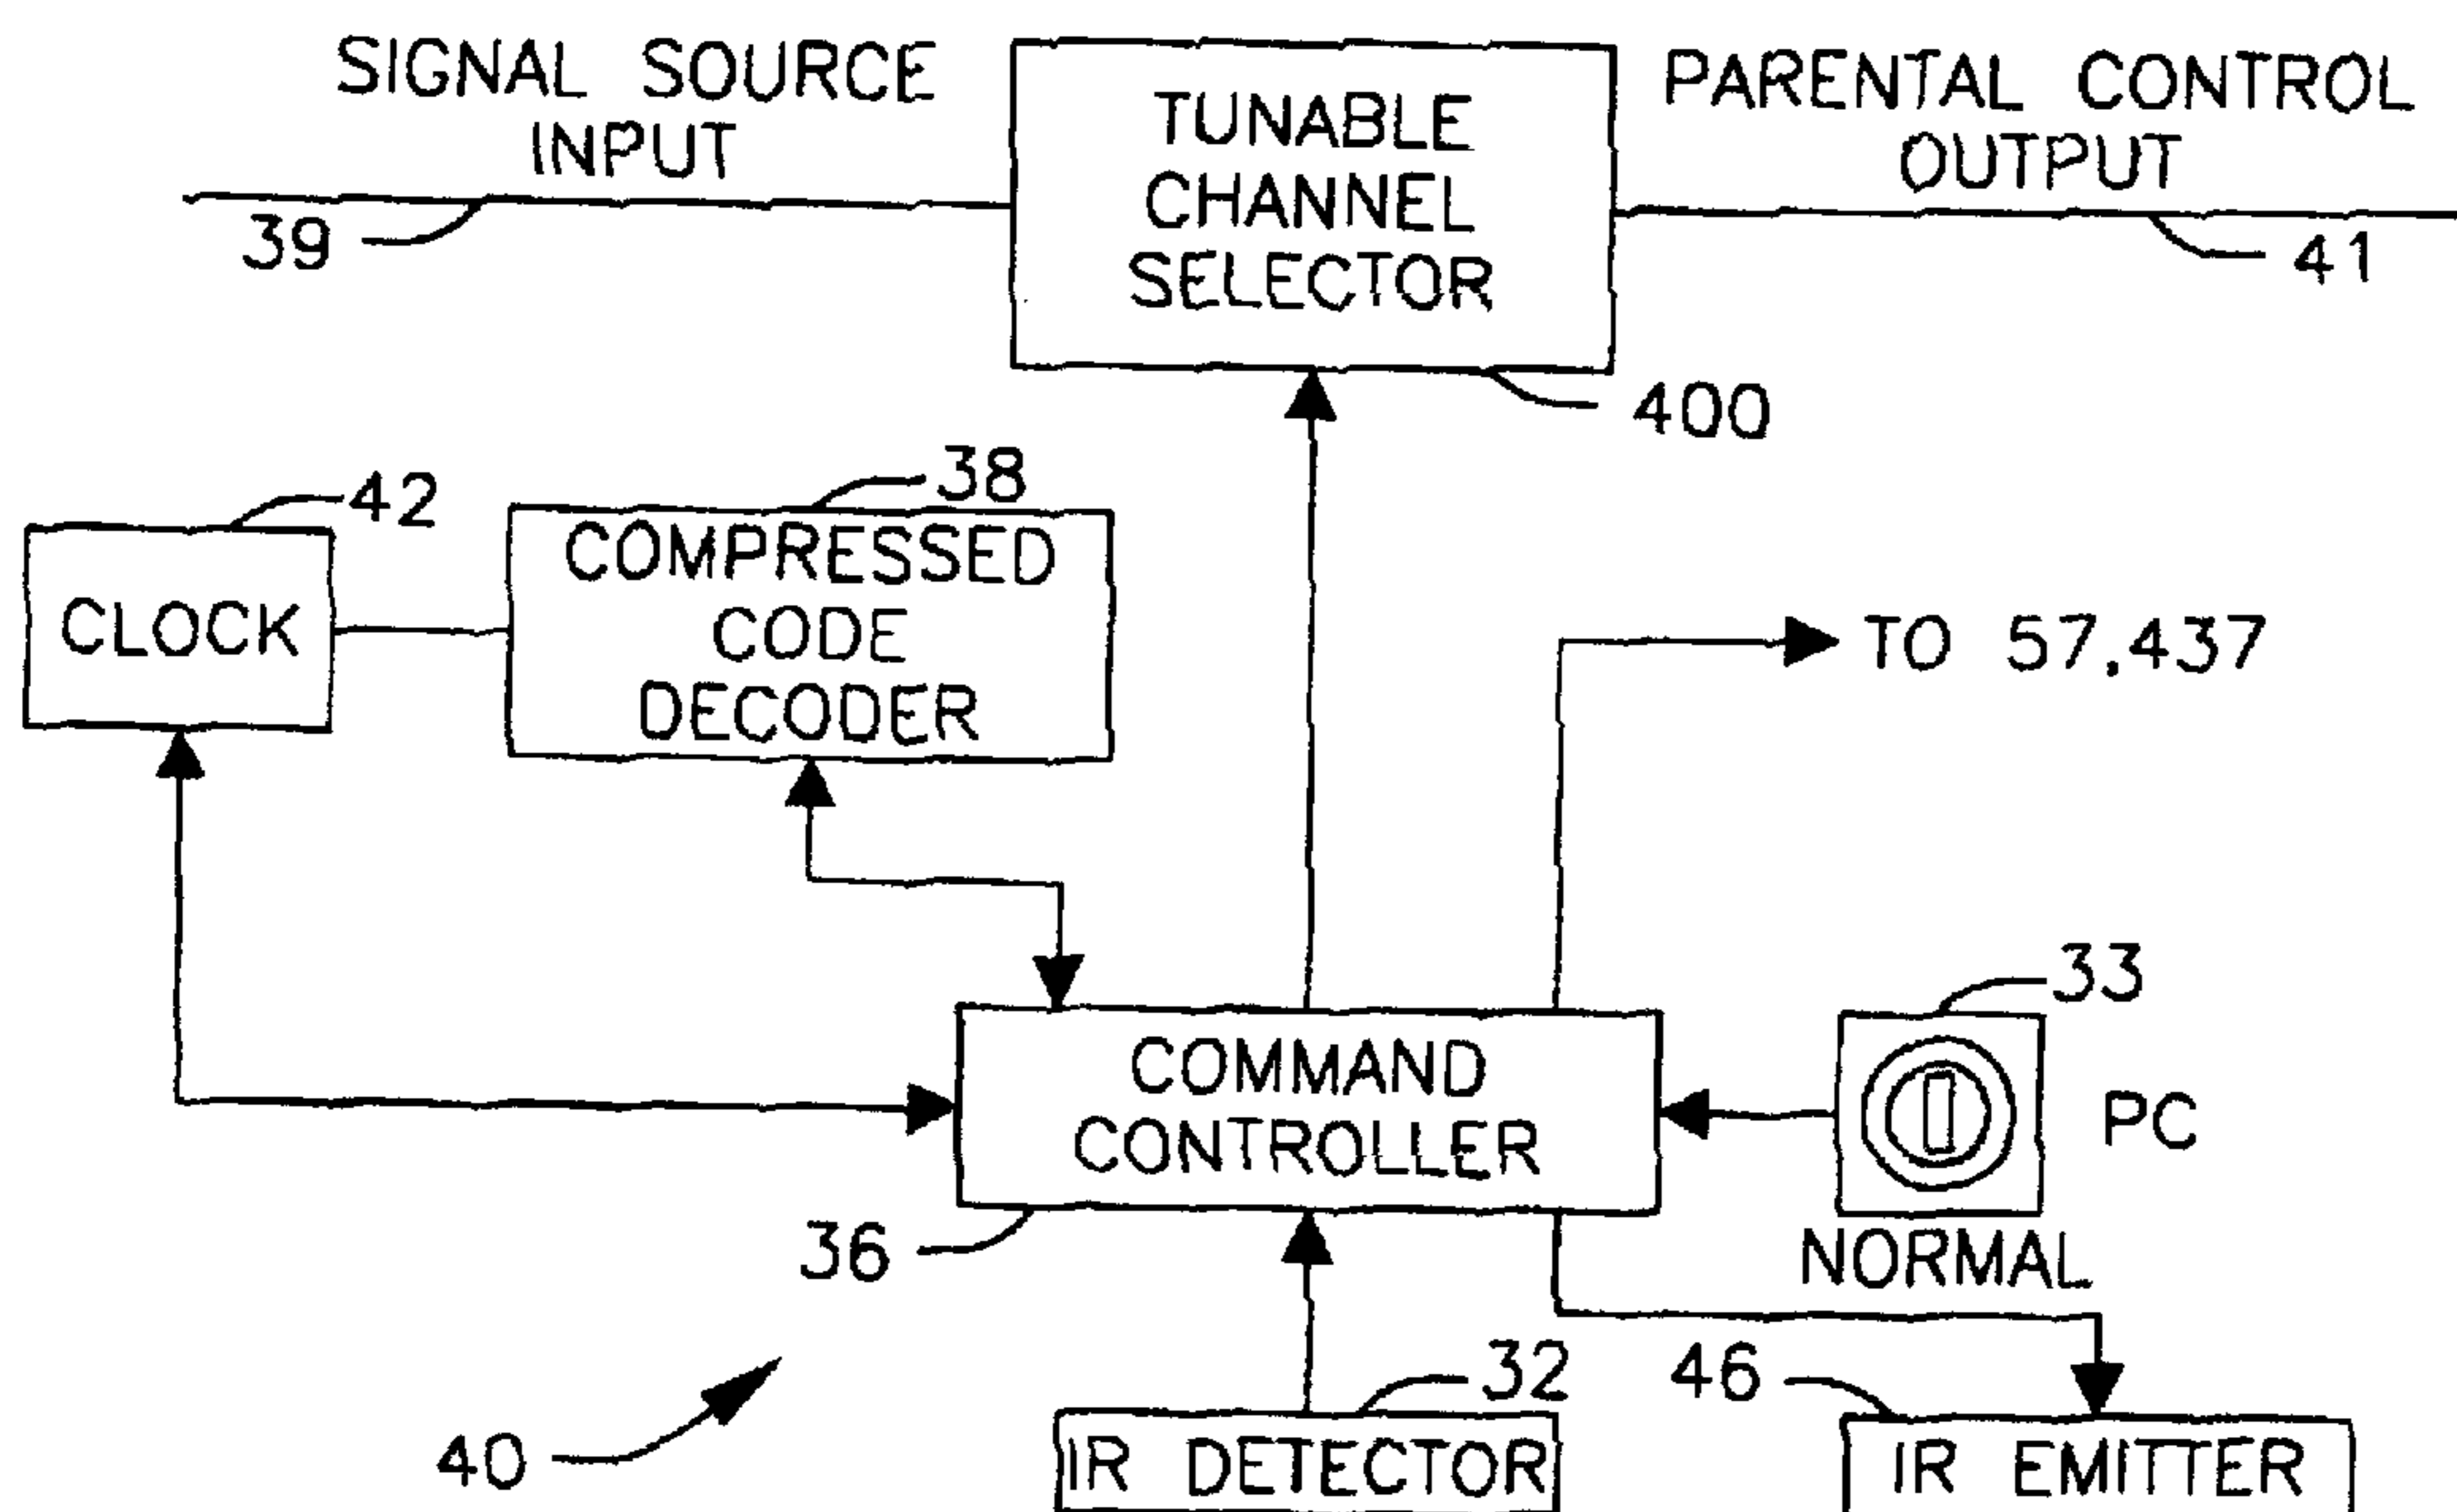 SIGNAL SOURCE
INPUT
39
TUNABLE
CHANNEL
SELECTOR
400
PARENTAL CONTROL
OUTPUT
41
42
CLOCK
38
COMPRESSED
CODE
DECODER
TO 57,437
COMMAND
CONTROLLER
36
33
PC
NORMAL
40
32
IR DETECTOR
46
IR EMITTER